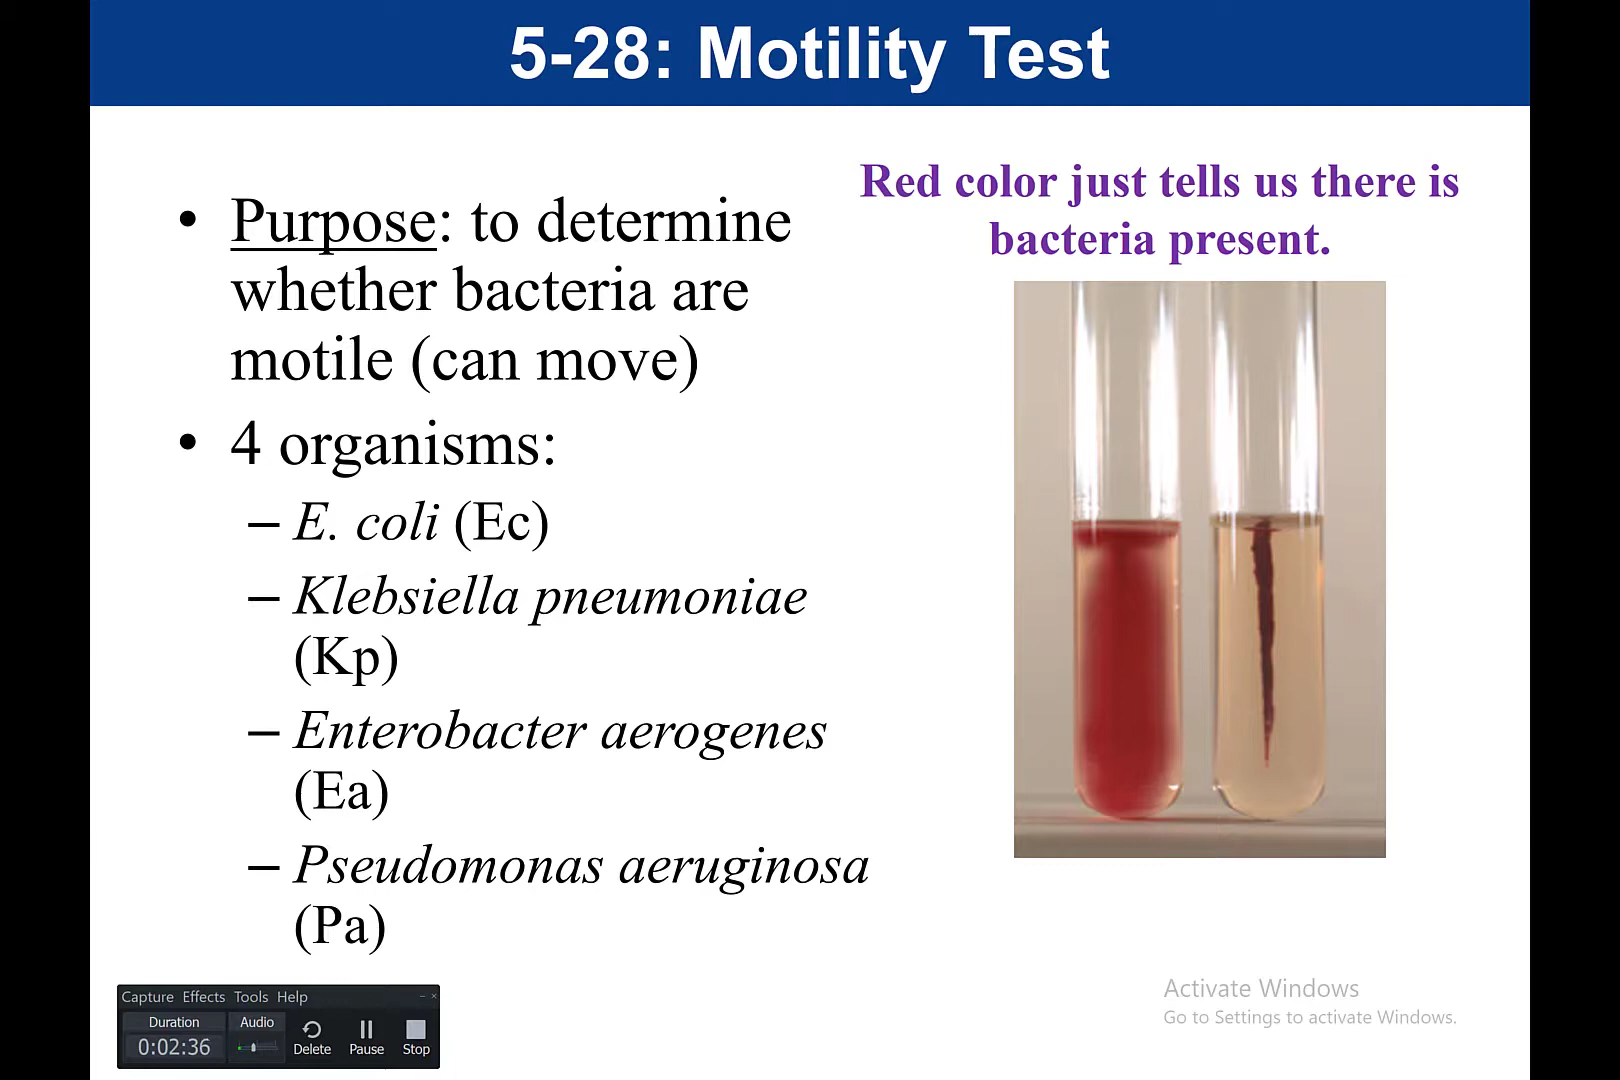 5-28: Motility Test
• Purpose: to determine
whether bacteria are
motile (can move)
• 4 organisms:
– E. coli (Ec)
– Klebsiella pneumoniae
(Kp)
– Enterobacter aerogenes
(Ea)
– Pseudomonas aeruginosa
(Pa)
Red color just tells us there is
bacteria present.
Capture Effects Tools Help
Duration
0:02:36
Audio
Delete
Pause
Stop
Activate Windows
Go to Settings to activate Windows.